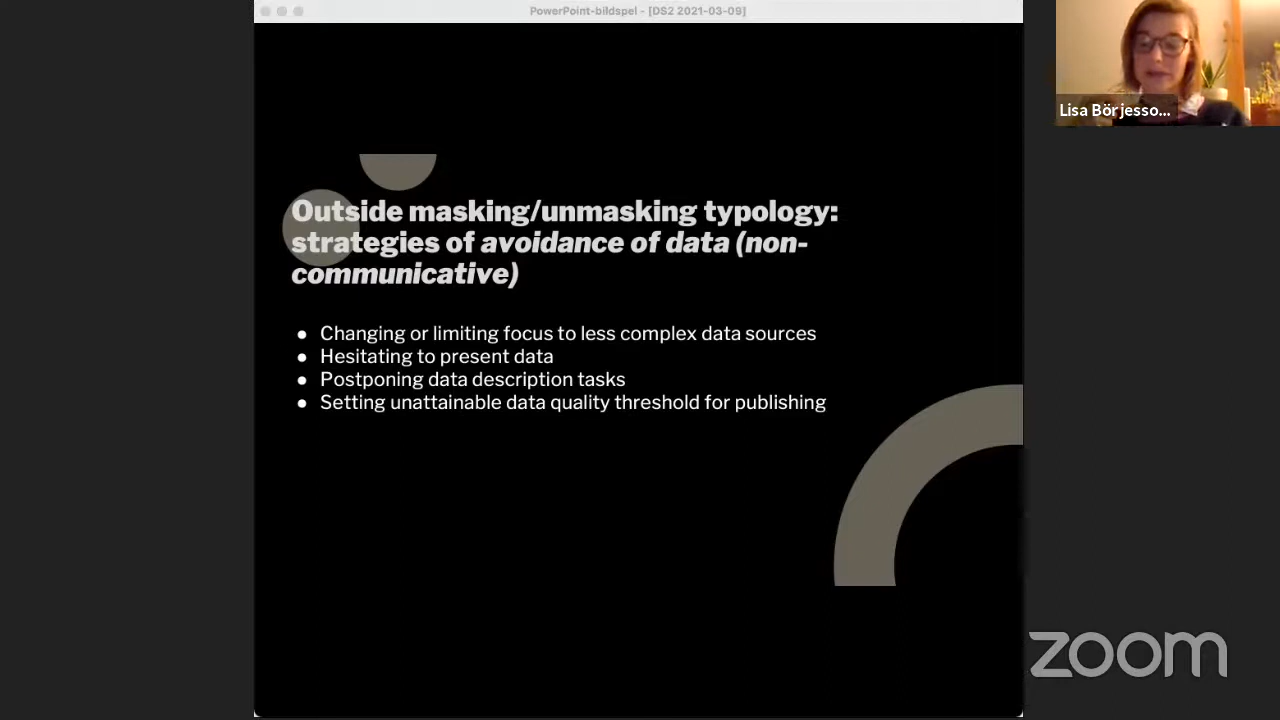 PowerPoint-bildspel - [DS2 2021-03-09]
Lisa Börjesso...
Outside masking/unmasking typology:
strategies of avoidance of data (non-
communicative)
● Changing or limiting focus to less complex data sources
● Hesitating to present data
● Postponing data description tasks
● Setting unattainable data quality threshold for publishing
zoom